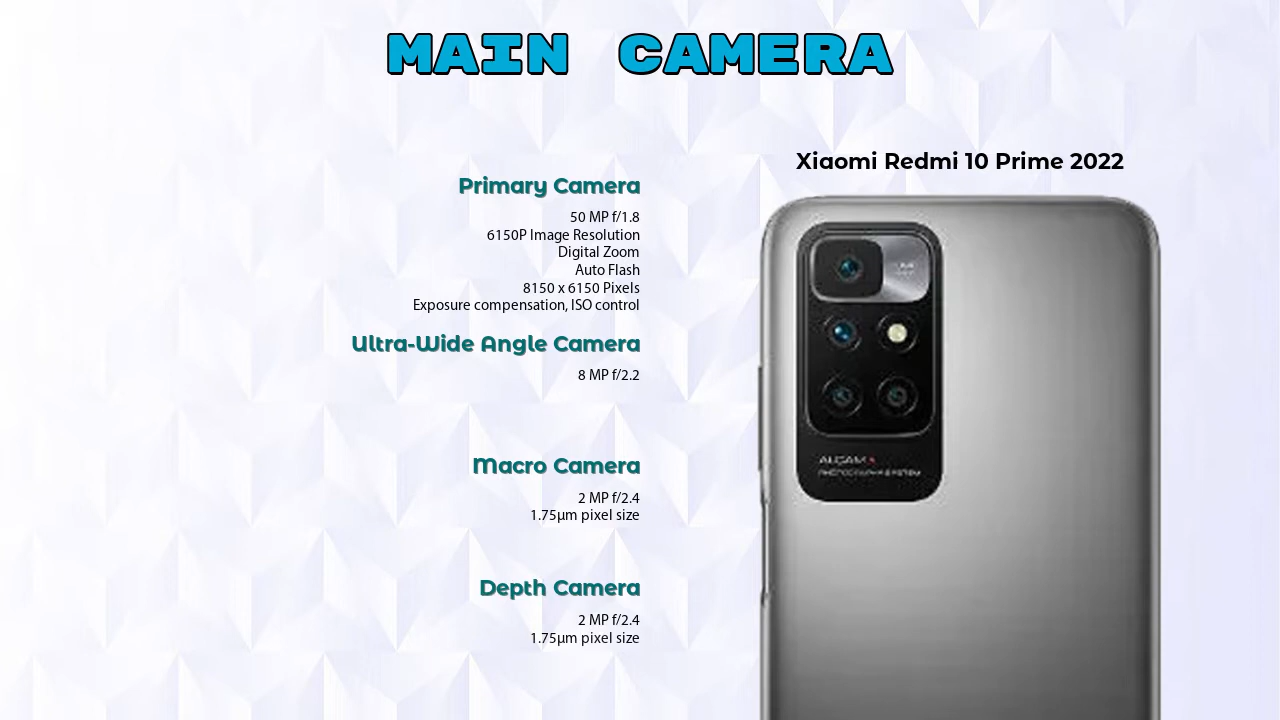 MAIN CAMERA
Xiaomi Redmi 10 Prime 2022
Primary Camera
50 MP f/1.8
6150P Image Resolution
Digital Zoom
Auto Flash
8150 x 6150 Pixels
Exposure compensation, ISO control
Ultra-Wide Angle Camera
8 MP f/2.2
Macro Camera
2 MP f/2.4
1.75μm pixel size
Depth Camera
2 MP f/2.4
1.75μm pixel size